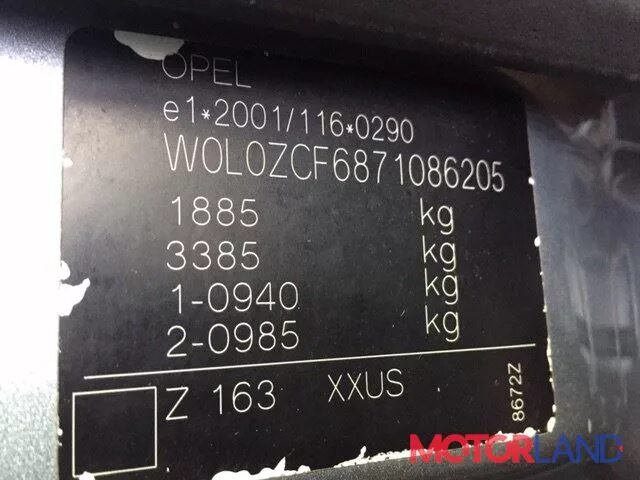 OPEL
e1*2001/116*0290
W0L0ZCF6871086205
1885 kg
3385 kg
1-0940 kg
2-0985 kg
Z 163 XXUS
8672Z
MOTORLAND